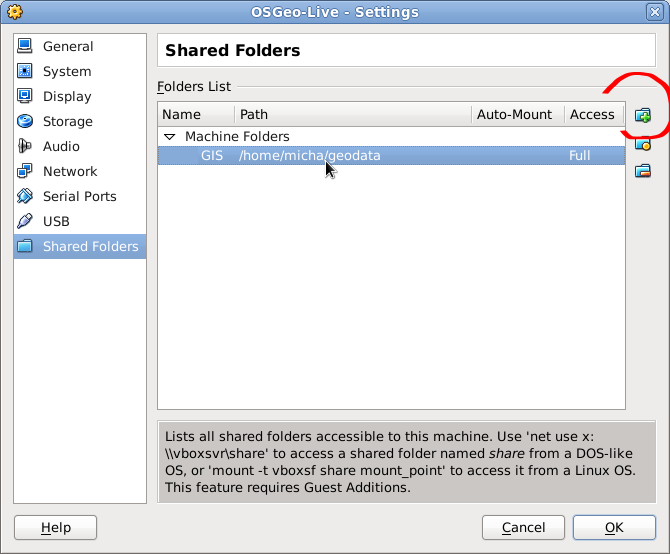 OSGeo-Live - Settings
General
System
Display
Storage
Audio
Network
Serial Ports
USB
Shared Folders
Shared Folders
Folders List
Name Path Auto-Mount Access
Machine Folders
GIS /home/micha/geodata Full
Lists all shared folders accessible to this machine. Use 'net use x:
\\vboxsvr\share' to access a shared folder named share from a DOS-like
OS, or 'mount -t vboxsf share mount_point' to access it from a Linux OS.
This feature requires Guest Additions.
Help Cancel OK